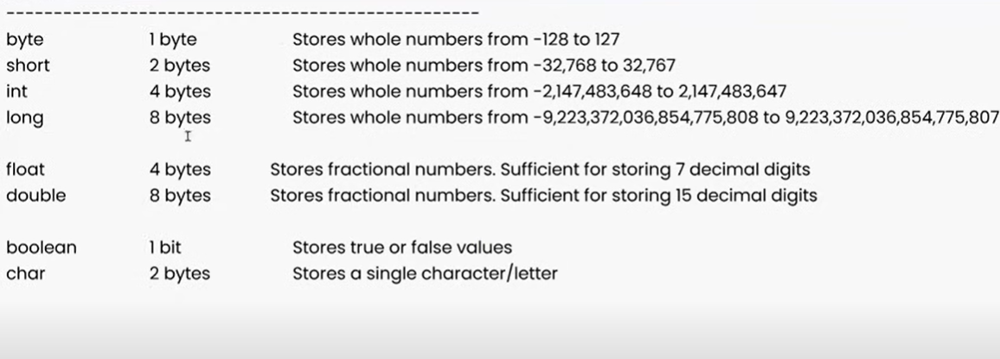 --------------------------------------------------
byte 1 byte Stores whole numbers from -128 to 127
short 2 bytes Stores whole numbers from -32,768 to 32,767
int 4 bytes Stores whole numbers from -2,147,483,648 to 2,147,483,647
long 8 bytes Stores whole numbers from -9,223,372,036,854,775,808 to 9,223,372,036,854,775,807
float 4 bytes Stores fractional numbers. Sufficient for storing 7 decimal digits
double 8 bytes Stores fractional numbers. Sufficient for storing 15 decimal digits
boolean 1 bit Stores true or false values
char 2 bytes Stores a single character/letter